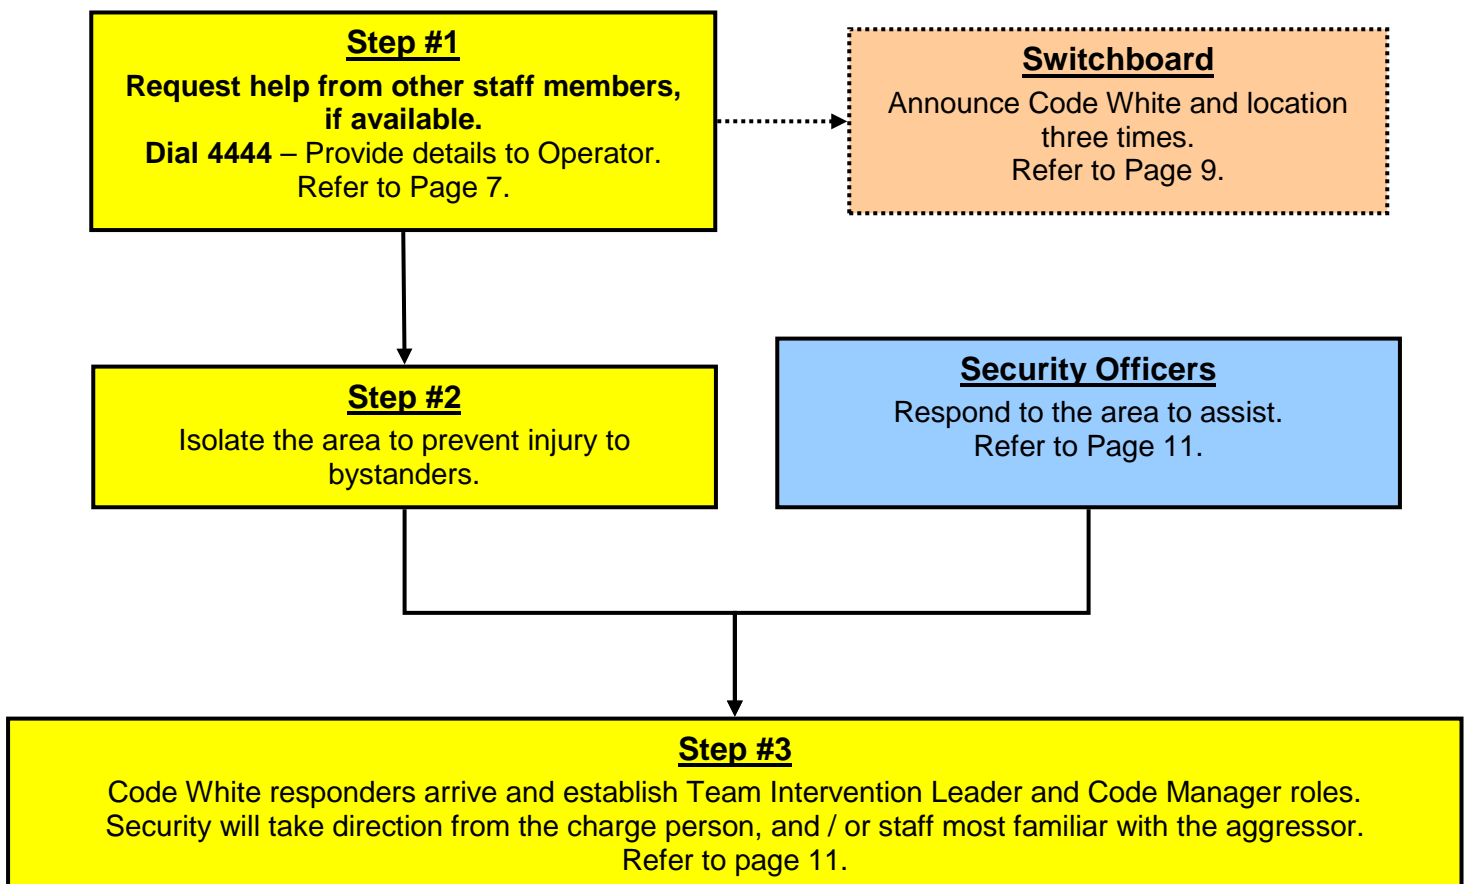 Step #1
Request help from other staff members,
if available.
Dial 4444 – Provide details to Operator.
Refer to Page 7.
Switchboard
Announce Code White and location
three times.
Refer to Page 9.
Step #2
Isolate the area to prevent injury to
bystanders.
Security Officers
Respond to the area to assist.
Refer to Page 11.
Step #3
Code White responders arrive and establish Team Intervention Leader and Code Manager roles.
Security will take direction from the charge person, and / or staff most familiar with the aggressor.
Refer to page 11.